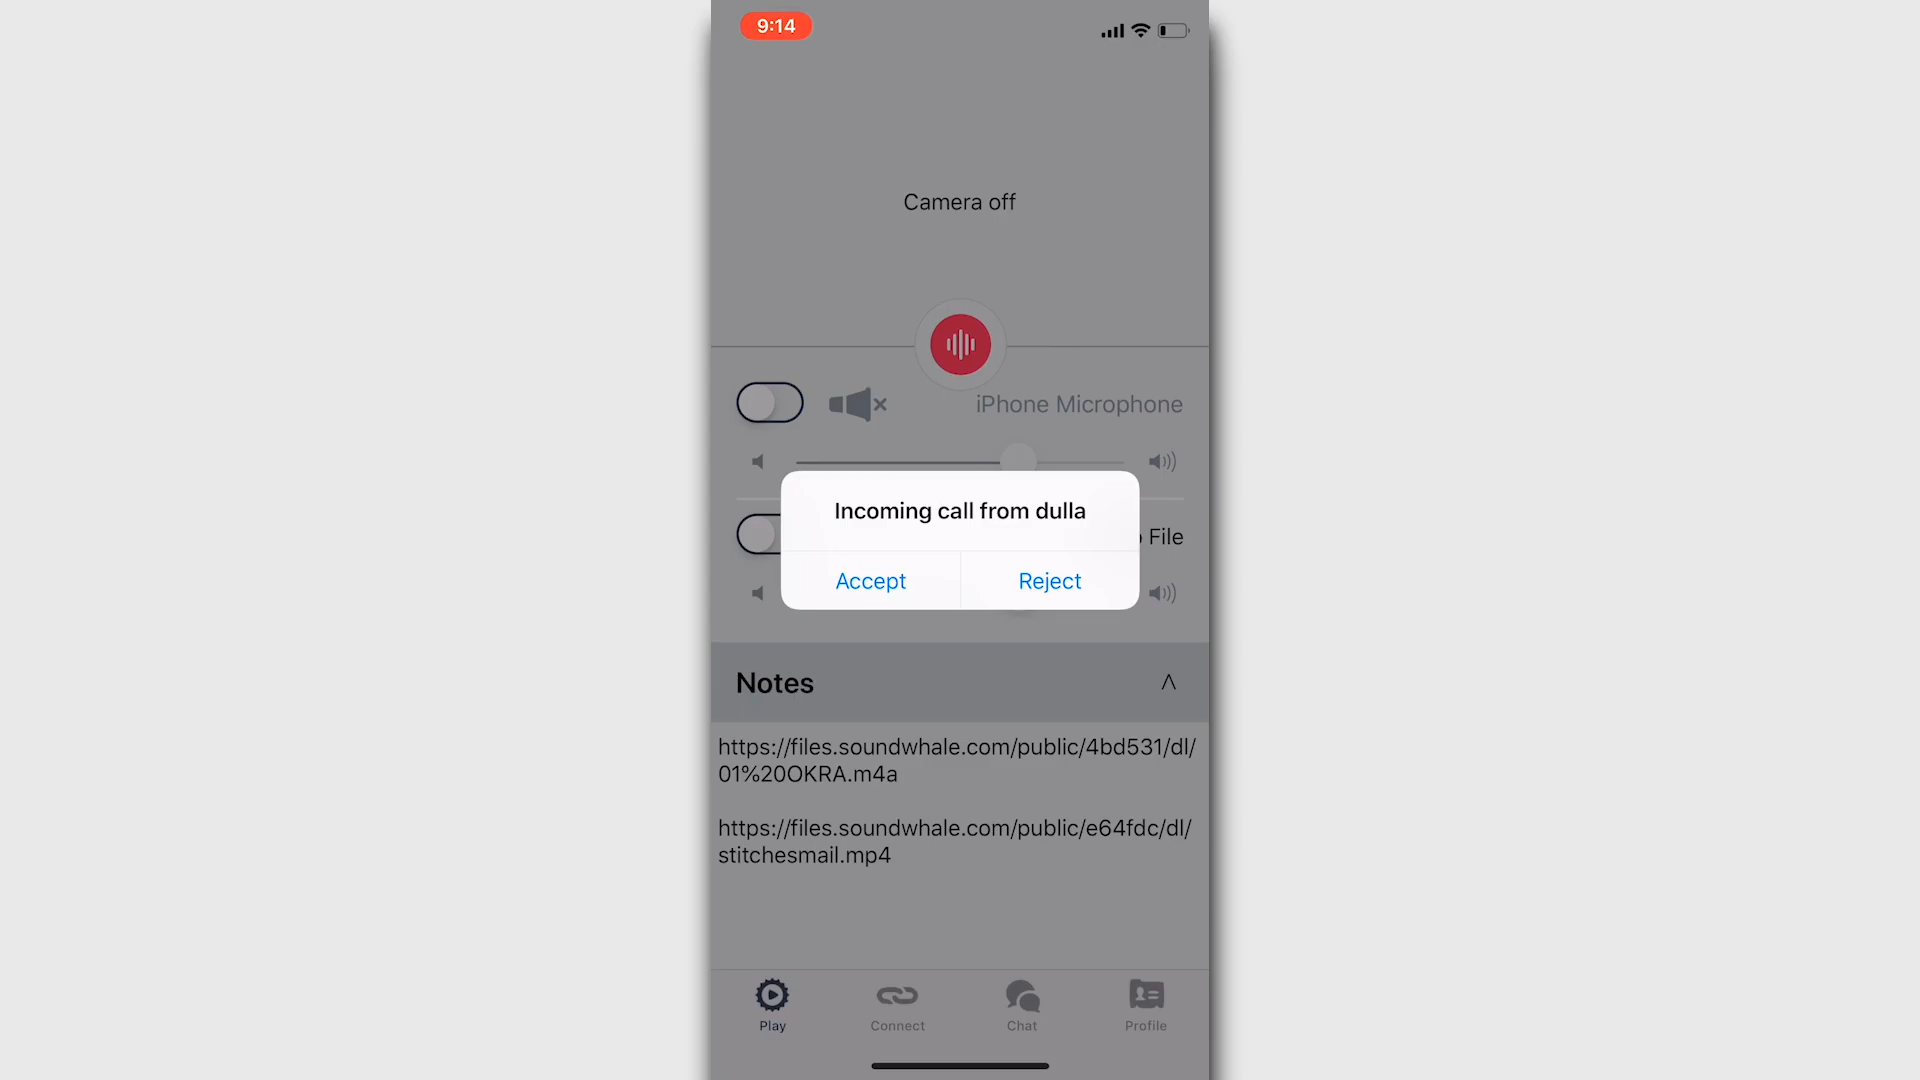 9:14
Camera off
iPhone Microphone
Incoming call from dulla
File
Accept
Reject
Notes
https://files.soundwhale.com/public/4bd531/dl/
01%20OKRA.m4a
https://files.soundwhale.com/public/e64fdc/dl/
stitchesmail.mp4
Play
Connect
Chat
Profile